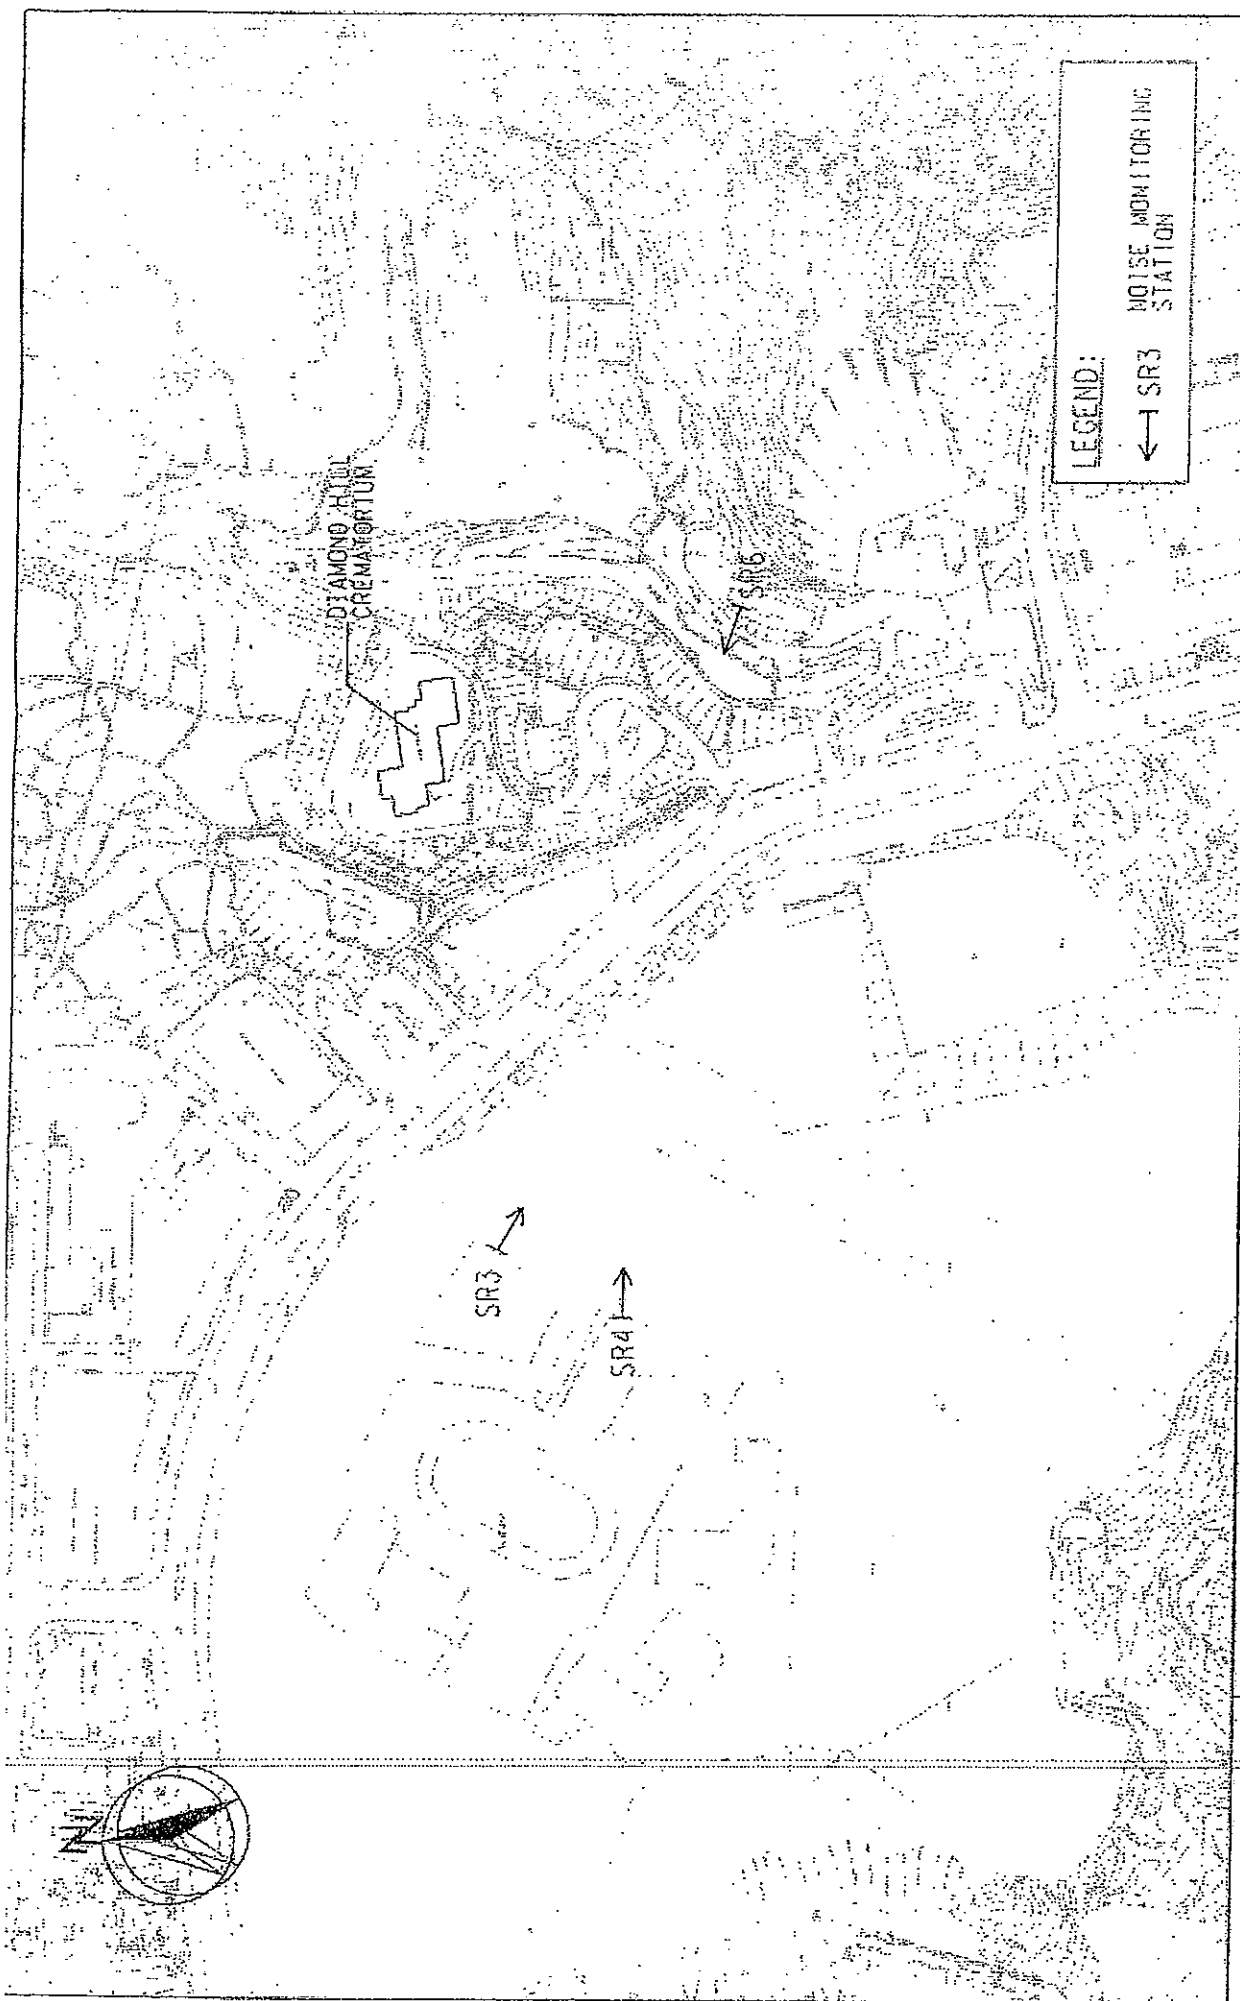 DIAMOND HILL
CREMATORIUM
SR6
SR3
SR4
N
LEGEND:
SR3 NOISE MONITORING
STATION